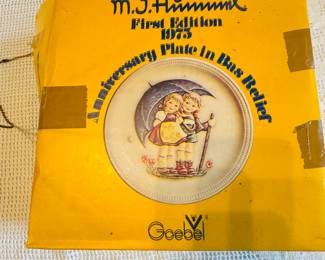 M.J. Hummel
First Edition
1975
Anniversary Plate in Bas Relief
Goebel